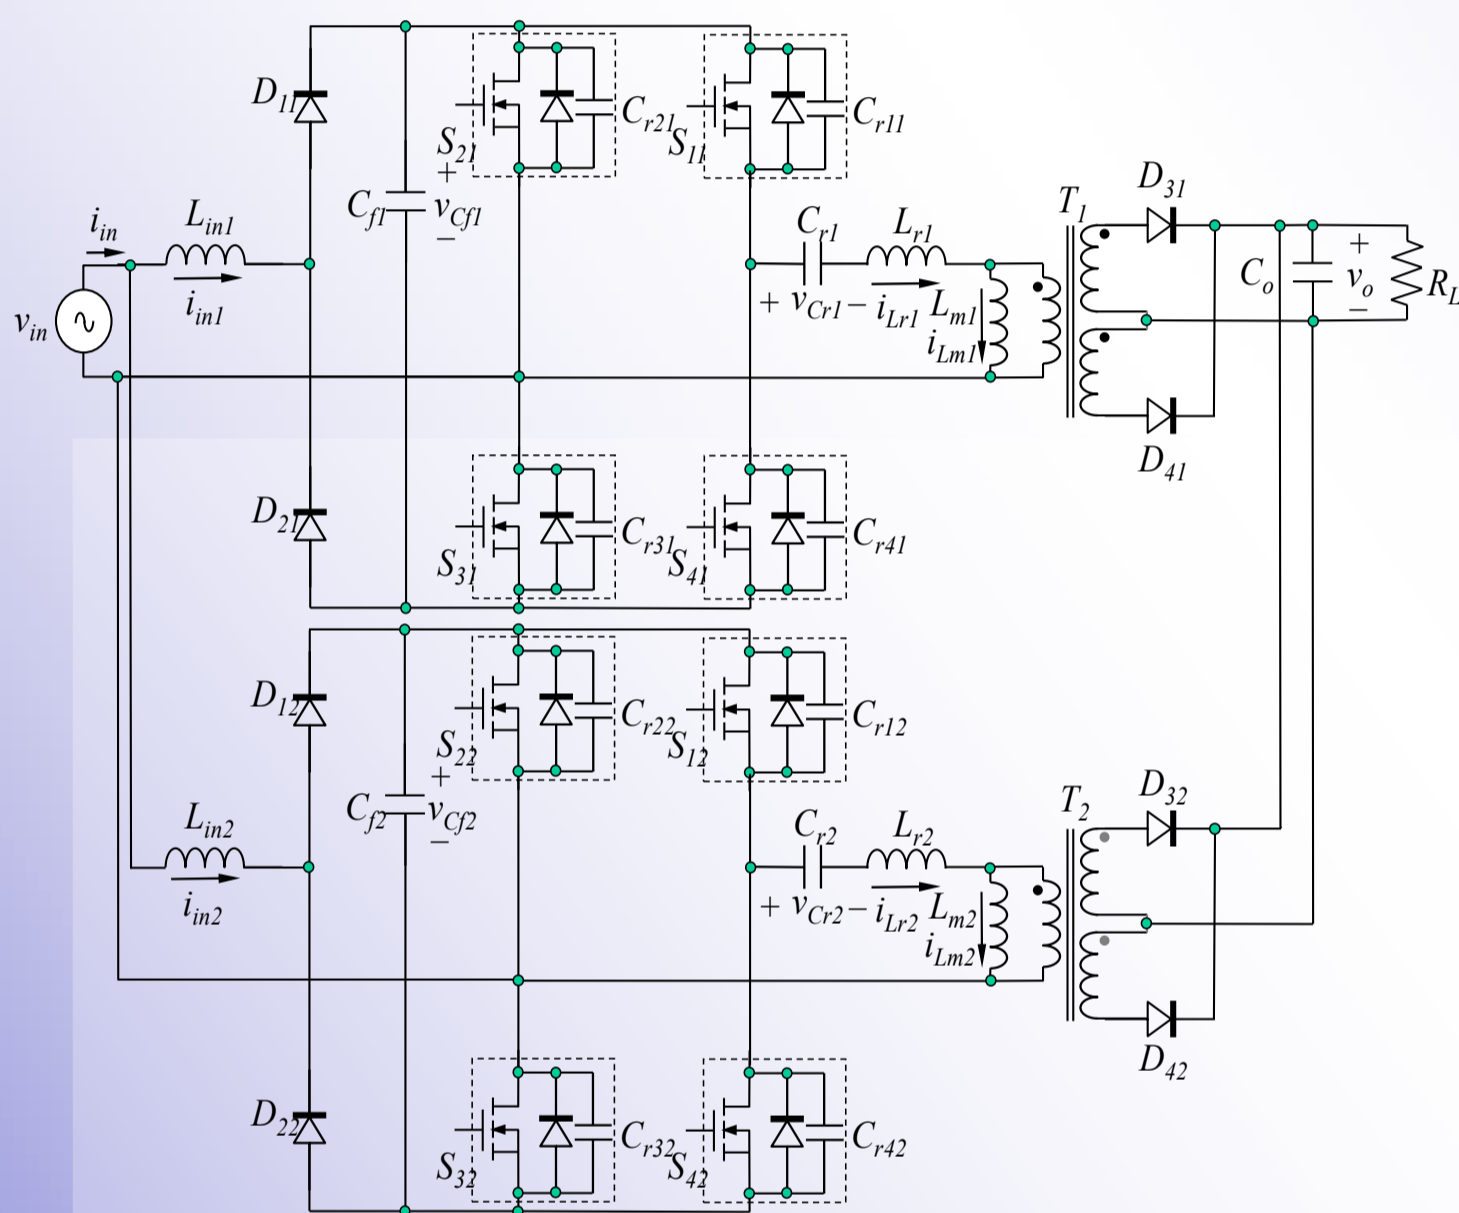 D11
S21
Cr21
S11
Cr11
iin
Lin1
iin1
vin
Cf1
+
vCf1
−
Cr1
Lr1
+ vCr1 −
iLr1
Lm1
iLm1
T1
D31
D41
Co
+
vo
−
RL
D21
S31
Cr31
S41
Cr41
D12
S22
Cr22
S12
Cr12
Lin2
iin2
Cf2
+
vCf2
−
Cr2
Lr2
+ vCr2 −
iLr2
Lm2
iLm2
T2
D32
D42
D22
S32
Cr32
S42
Cr42